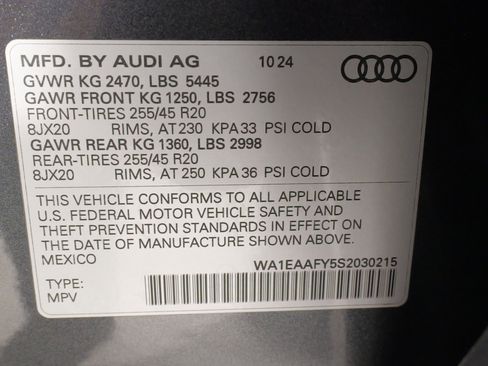 MFD. BY AUDI AG 10 24
GVWR KG 2470, LBS 5445
GAWR FRONT KG 1250, LBS 2756
FRONT-TIRES 255/45 R20
8JX20 RIMS, AT 230 KPA 33 PSI COLD
GAWR REAR KG 1360, LBS 2998
REAR-TIRES 255/45 R20
8JX20 RIMS, AT 250 KPA 36 PSI COLD
THIS VEHICLE CONFORMS TO ALL APPLICABLE
U.S. FEDERAL MOTOR VEHICLE SAFETY AND
THEFT PREVENTION STANDARDS IN EFFECT ON
THE DATE OF MANUFACTURE SHOWN ABOVE.
MEXICO WA1EAAFY5S2030215
TYPE:
MPV